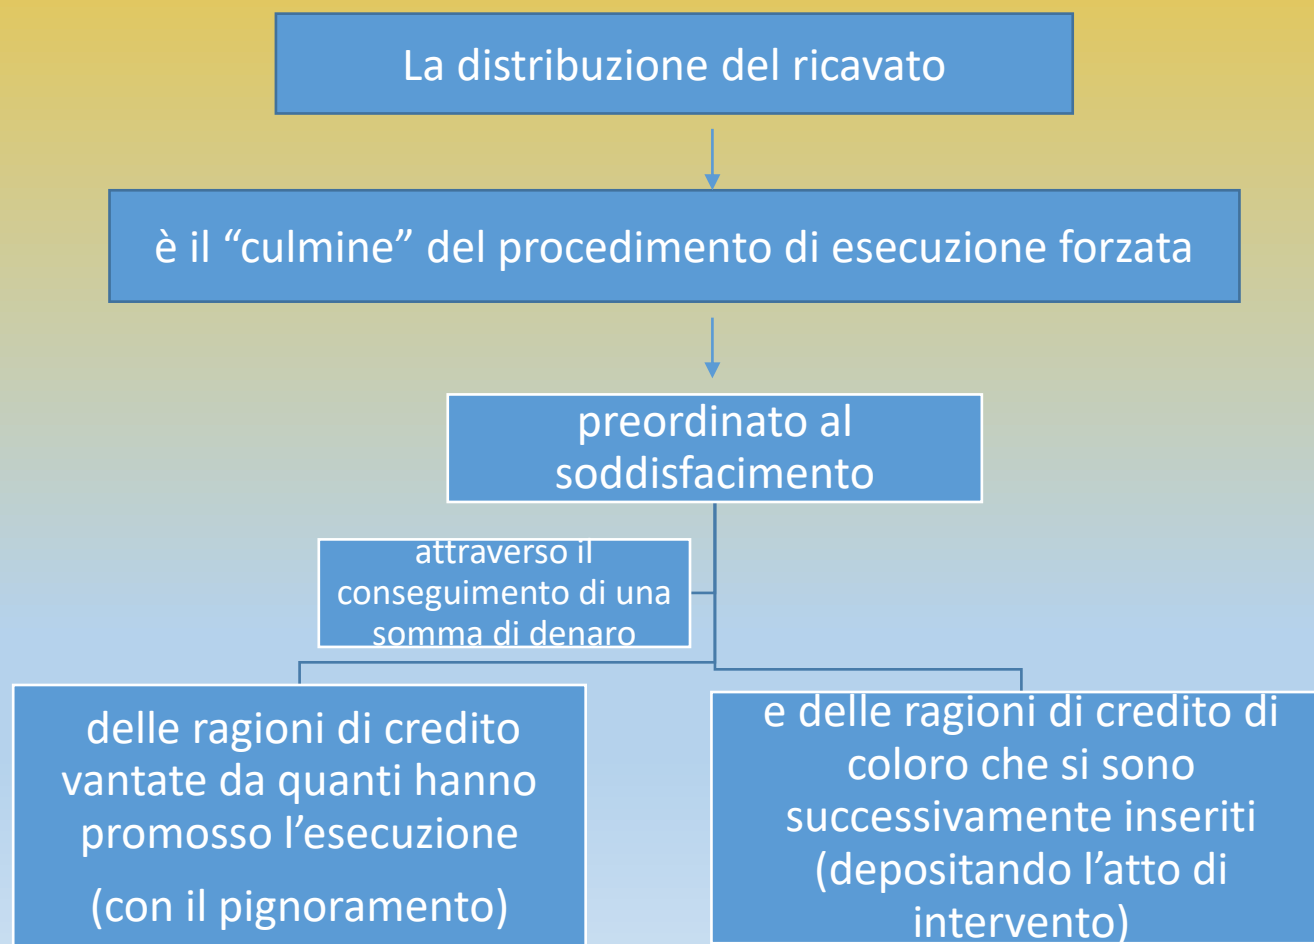 La distribuzione del ricavato
è il “culmine” del procedimento di esecuzione forzata
preordinato al
soddisfacimento
attraverso il
conseguimento di una
somma di denaro
delle ragioni di credito
vantate da quanti hanno
promosso l’esecuzione
(con il pignoramento)
e delle ragioni di credito di
coloro che si sono
successivamente inseriti
(depositando l’atto di
intervento)